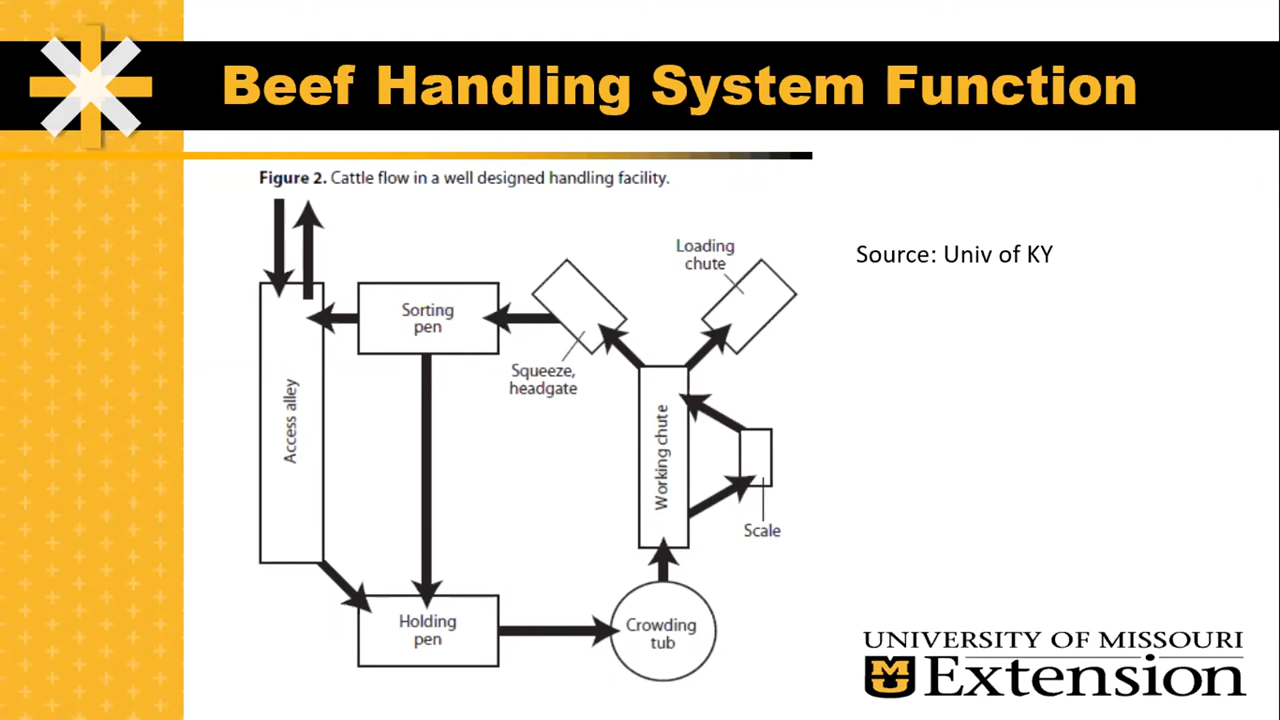 Beef Handling System Function
Figure 2. Cattle flow in a well designed handling facility.
Source: Univ of KY
Loading
chute
Sorting
pen
Squeeze,
headgate
Access alley
Working chute
Scale
Holding
pen
Crowding
tub
UNIVERSITY OF MISSOURI
MU Extension